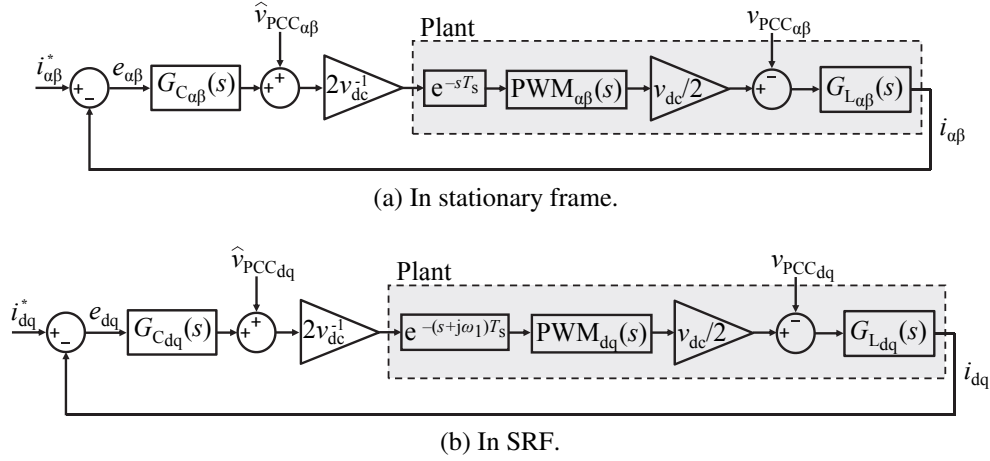 v̂PCCαβ
vPCCαβ
Plant
i*αβ
eαβ
GCαβ(s)
2v⁻¹dc
e⁻ˢᵀs
PWMαβ(s)
vdc/2
GLαβ(s)
+
−
+
+
−
+
iαβ
(a) In stationary frame.
v̂PCCdq
vPCCdq
Plant
i*dq
edq
GCdq(s)
2v⁻¹dc
e−(s+jω1)Ts
PWMdq(s)
vdc/2
GLdq(s)
+
−
+
+
−
+
idq
(b) In SRF.